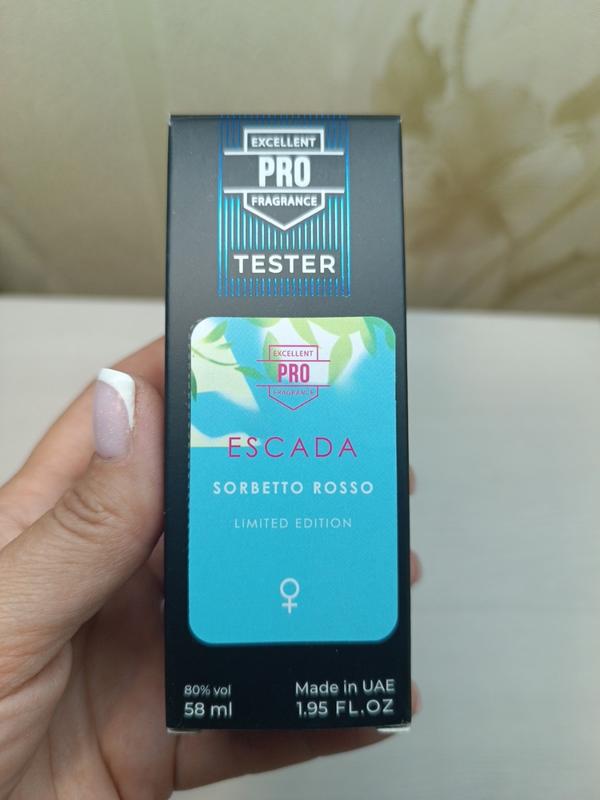 EXCELLENT
PRO
FRAGRANCE
TESTER
EXCELLENT
PRO
FRAGRANCE
ESCADA
SORBETTO ROSSO
LIMITED EDITION
80% vol
58 ml
Made in UAE
1.95 FL.OZ